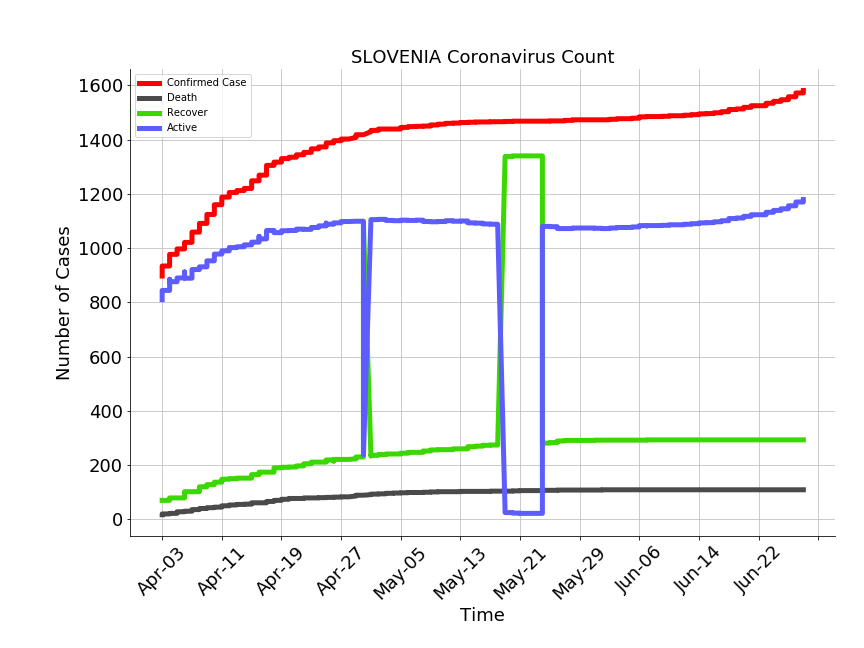 SLOVENIA Coronavirus Count
Confirmed Case
Death
Recover
Active
Number of Cases
1600
1400
1200
1000
800
600
400
200
0
Apr-03
Apr-11
Apr-19
Apr-27
May-05
May-13
May-21
May-29
Jun-06
Jun-14
Jun-22
Time